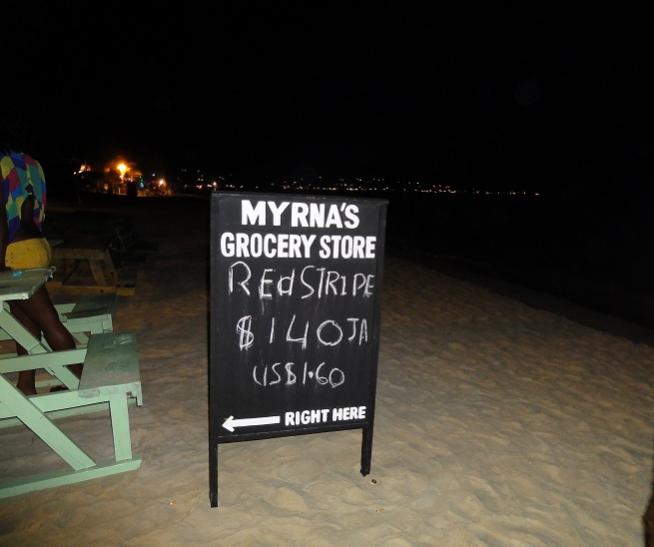 MYRNA'S
GROCERY STORE
REdSTRIPE
$140JA
US$1.60
RIGHT HERE